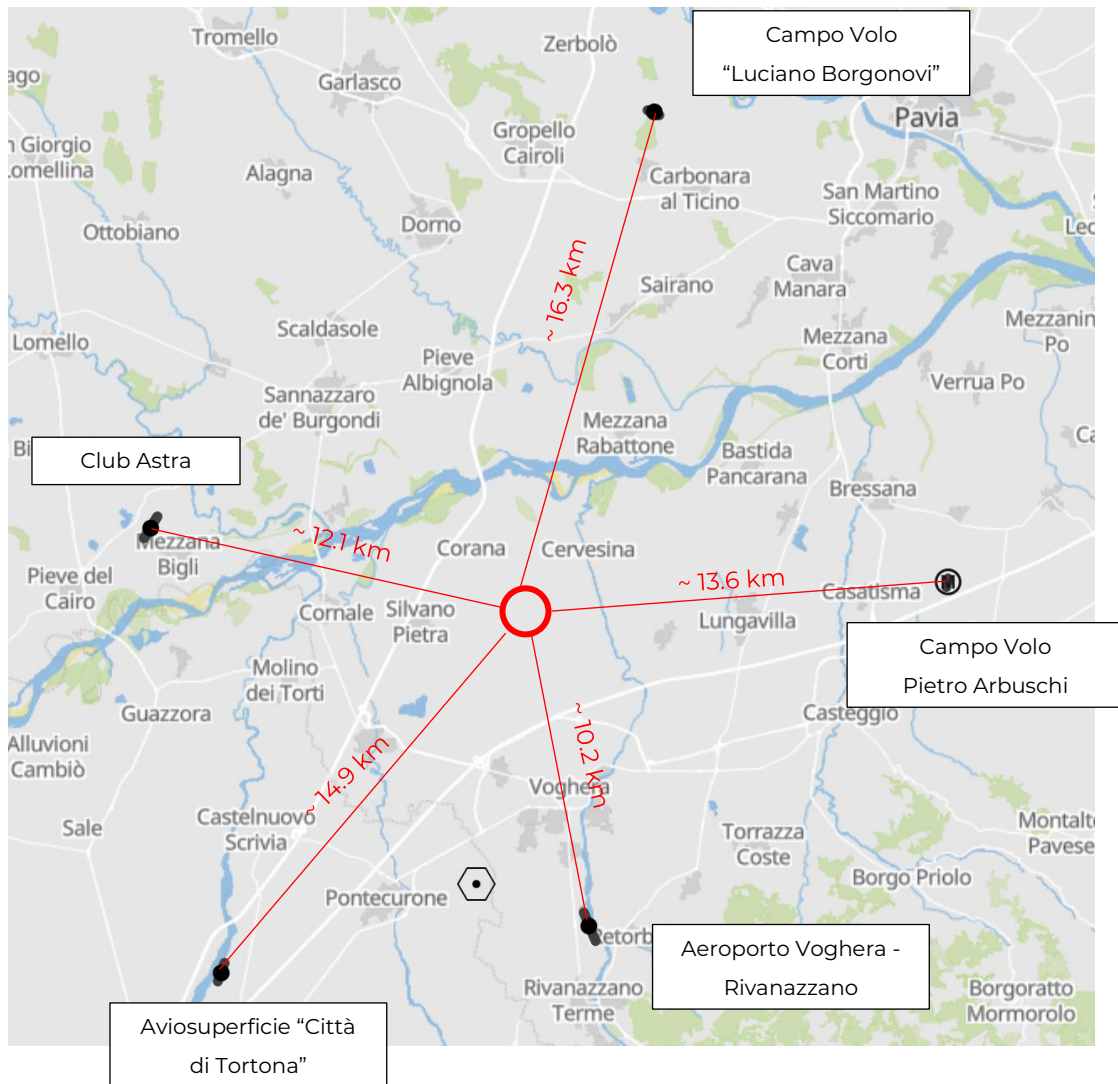 Tromello
Zerbolò
Campo Volo
“Luciano Borgonovi”
ago
Garlasco
Pavia
Gropello
Cairoli
n Giorgio
omellina
Alagna
Carbonara
al Ticino
San Martino
Siccomario
Dorno
Ottobiano
Leo
Cava
Manara
Sairano
~ 16.3 km
Scaldasole
Lomello
Mezzana
Corti
Mezzanin
Po
Pieve
Albignola
Verrua Po
Sannazzaro
de' Burgondi
Mezzana
Rabattone
Bi
Ca
Club Astra
Bastida
Pancarana
Bressana
~ 12.1 km
Mezzana
Bigli
Corana
Cervesina
Pieve del
Cairo
~ 13.6 km
M
Casatisma
Cornale
Silvano
Pietra
Lungavilla
Campo Volo
Pietro Arbuschi
Molino
dei Torti
Guazzora
Casteggio
Alluvioni
Cambiò
~ 14.9 km
~ 10.2 km
Voghera
Sale
Castelnuovo
Scrivia
Torrazza
Coste
Montalto
Pavese
Borgo Priolo
Pontecurone
Retorb
Aeroporto Voghera -
Rivanazzano
Rivanazzano
Terme
Borgoratto
Mormorolo
Aviosuperficie “Città
di Tortona”